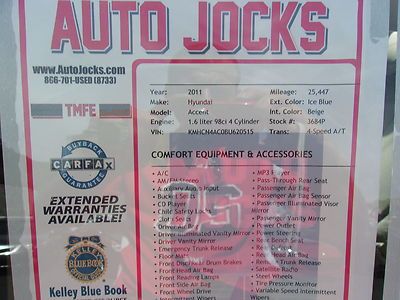 AUTO JOCKS
www.AutoJocks.com
866-701-USED (8733)
TMFE
Year: 2011 Mileage: 25,447
Make: Hyundai Ext. Color: Ice Blue
Model: Accent Int. Color: Beige
Engine: 1.6 liter 98ci 4 Cylinder Stock #: 3684P
VIN: KMHCN4AC0BU620515 Trans: 4-Speed A/T
BUYBACK
CARFAX
GUARANTEE
EXTENDED
WARRANTIES
AVAILABLE!
KELLEY
BLUE BOOK
Kelley Blue Book
COMFORT EQUIPMENT & ACCESSORIES
• A/C
• AM/FM Stereo
• Auxiliary Audio Input
• Bucket Seats
• CD Player
• Child Safety Locks
• Cloth Seats
• Driver Air Bag
• Driver Illuminated Vanity Mirror
• Driver Vanity Mirror
• Emergency Trunk Release
• Floor Mats
• Front Disc/Rear Drum Brakes
• Front Head Air Bag
• Front Reading Lamps
• Front Side Air Bag
• Front Wheel Drive
• Intermittent Wipers
• MP3 Player
• Pass-Through Rear Seat
• Passenger Air Bag
• Passenger Air Bag Sensor
• Passenger Illuminated Visor
Mirror
• Passenger Vanity Mirror
• Power Outlet
• Rear Bench Seat
• Rear Head Air Bag
• Remote Trunk Release
• Satellite Radio
• Steel Wheels
• Tire Pressure Monitor
• Variable Speed Intermittent
Wipers